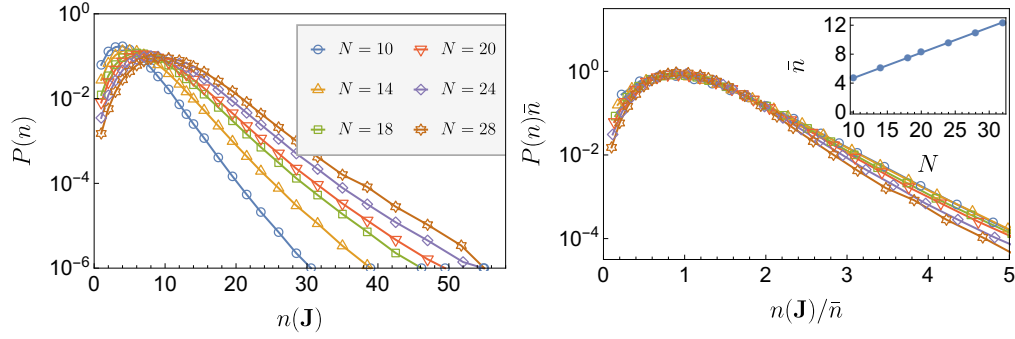 10^0
10^-2
10^-4
10^-6
P(n)
0 10 20 30 40 50
n(J)
N = 10 N = 20
N = 14 N = 24
N = 18 N = 28
10^0
10^-2
10^-4
P(n)n̄
0 1 2 3 4 5
n(J)/n̄
12
8
4
0
n̄
10 15 20 25 30
N